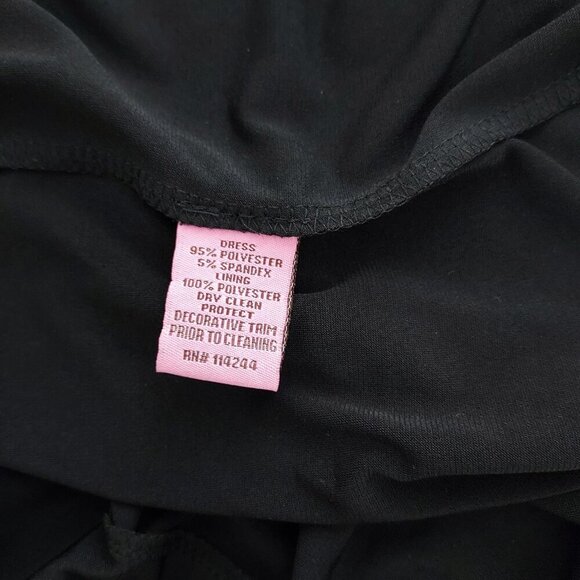 DRESS
95% POLYESTER
5% SPANDEX
LINING
100% POLYESTER
DRY CLEAN
PROTECT
DECORATIVE TRIM
PRIOR TO CLEANING
RN# 114244